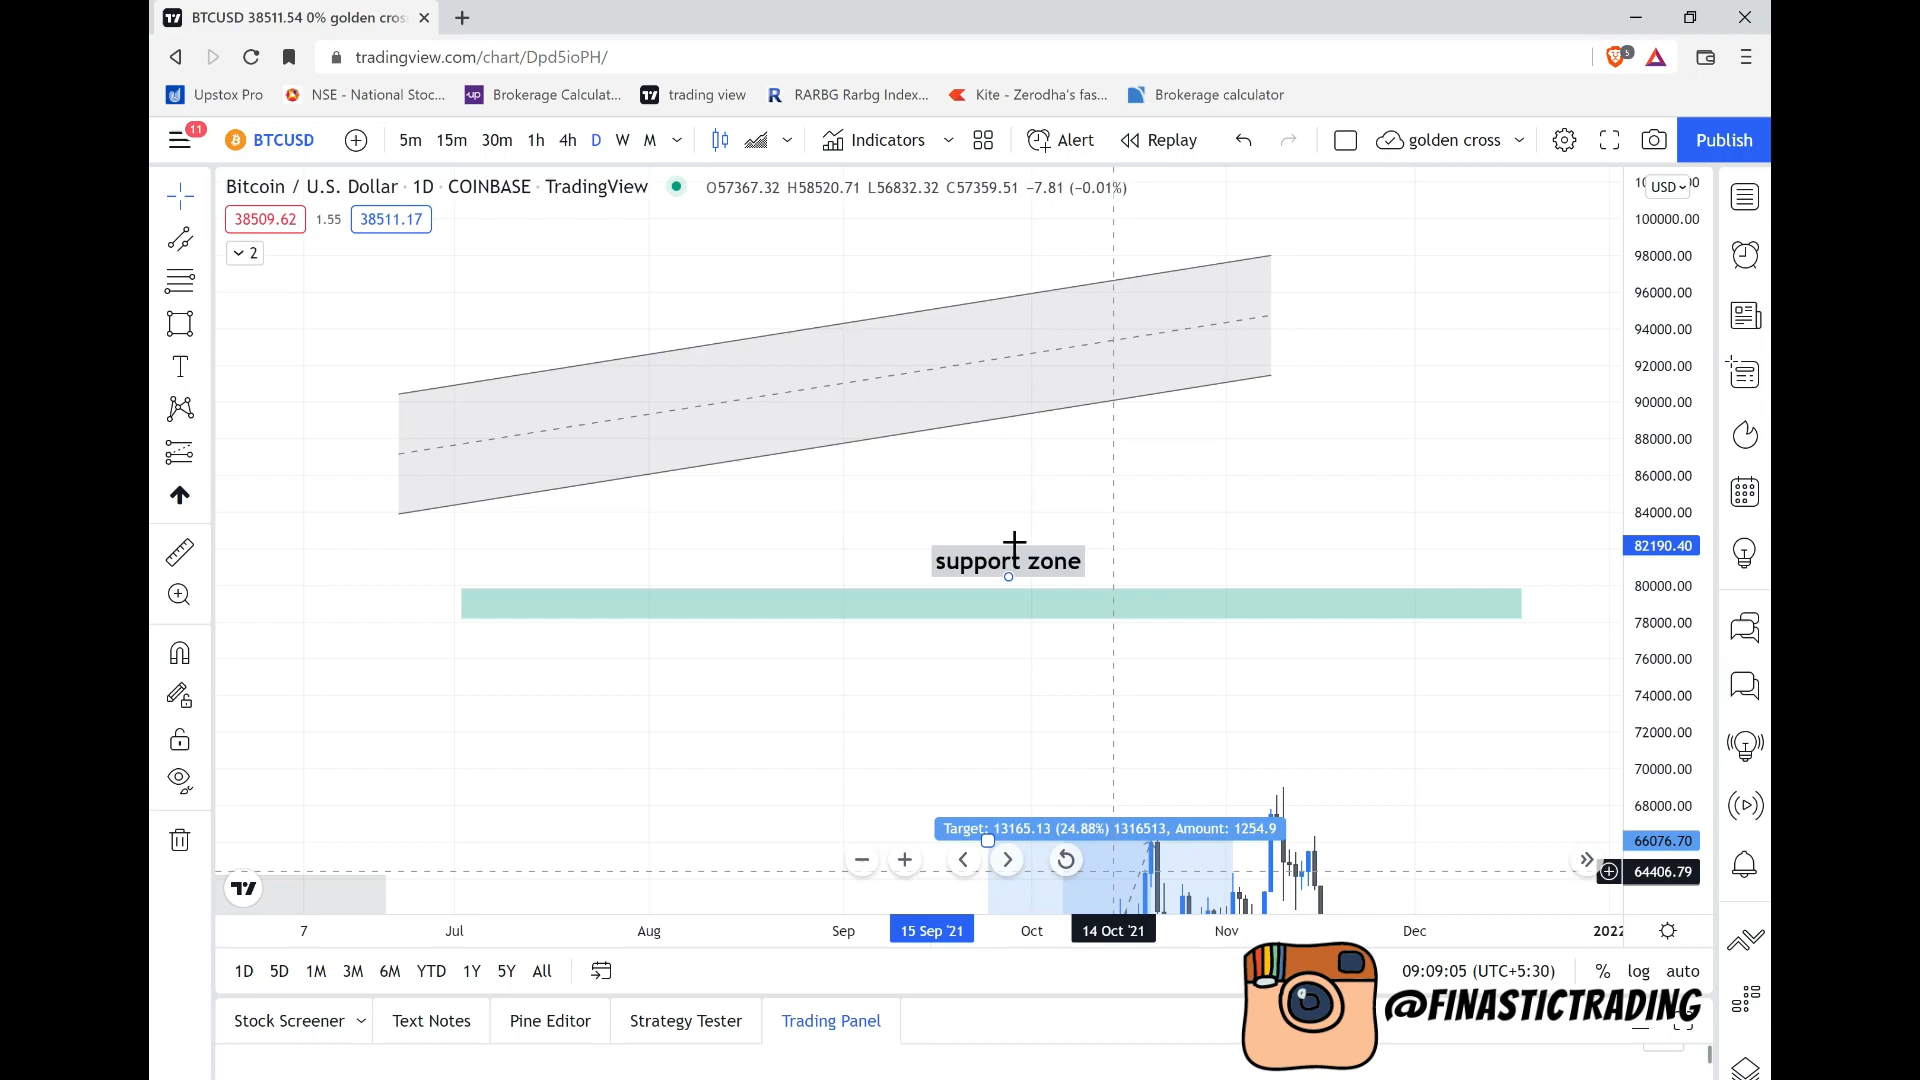 BTCUSD 38511.54 0% golden cros
tradingview.com/chart/Dpd5ioPH/
5
Upstox Pro NSE - National Stoc... Brokerage Calculat... trading view RARBG Rarbg Index... Kite - Zerodha's fas... Brokerage calculator
11
BTCUSD 5m 15m 30m 1h 4h D W M Indicators Alert Replay golden cross Publish
Bitcoin / U.S. Dollar · 1D · COINBASE · TradingView O57367.32 H58520.71 L56832.32 C57359.51 −7.81 (−0.01%)
USD
38509.62 1.55 38511.17
2
100000.00
98000.00
96000.00
94000.00
92000.00
90000.00
88000.00
86000.00
84000.00
82190.40
support zone
80000.00
78000.00
76000.00
74000.00
72000.00
70000.00
68000.00
Target: 13165.13 (24.88%) 1316513, Amount: 1254.9
66076.70
64406.79
7 Jul Aug Sep 15 Sep '21 Oct 14 Oct '21 Nov Dec 2022
1D 5D 1M 3M 6M YTD 1Y 5Y All 09:09:05 (UTC+5:30) % log auto
@FINASTICTRADING
Stock Screener Text Notes Pine Editor Strategy Tester Trading Panel